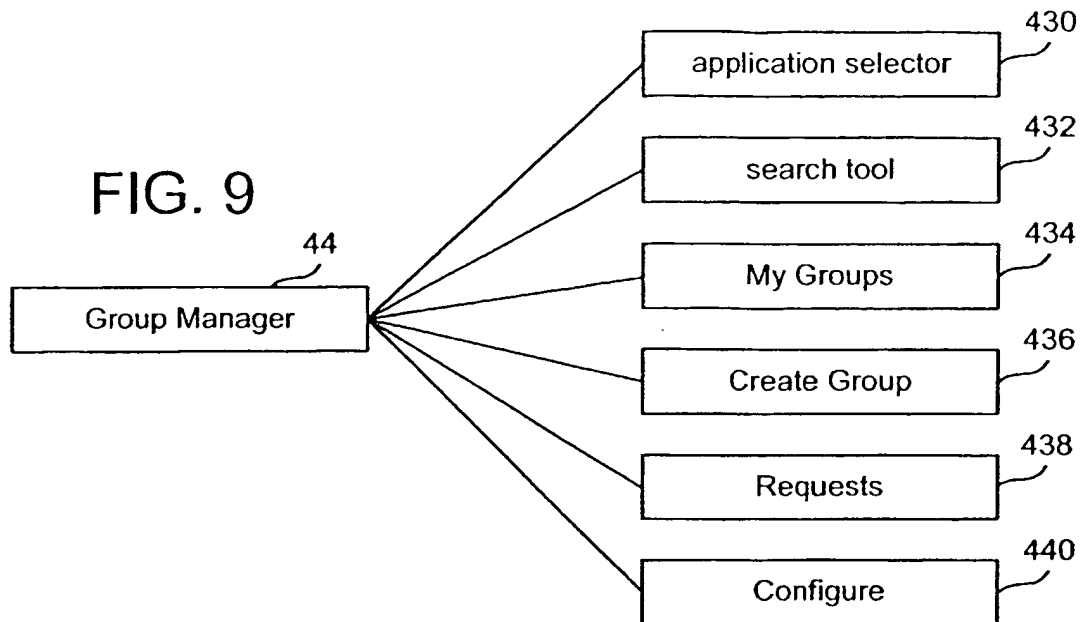 430
application selector
432
search tool
FIG. 9
434
44
My Groups
Group Manager
436
Create Group
438
Requests
440
Configure